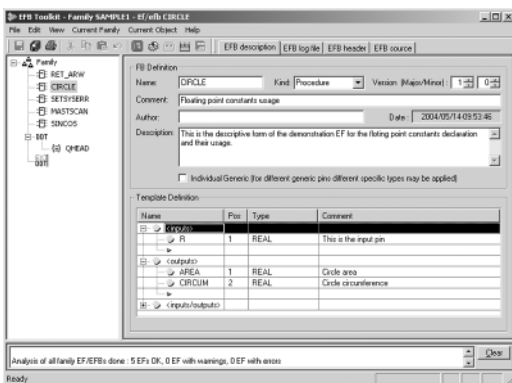 EFB Toolkit - Family SAMPLE1 - EF/efb CIRCLE
File Edit View Current Family Current Object Help
EFB description EFB log file EFB header EFB source
Family
RET_ARW
CIRCLE
SETSYSERR
MASTSCAN
SINCOS
DDT
QHEAD
DDT
FB Definition
Name: CIRCLE Kind: Procedure Version (Major/Minor) : 1 0
Comment: Floating point constants usage
Author: Date : 2004/05/14-09:53:46
Description: This is the descriptive form of the demonstration EF for the floting point constants declaration
and their usage.
Individual Generic (for different generic pins different specific types may be applied)
Template Definition
Name Pos Type Comment
<inputs>
R 1 REAL This is the input pin
<outputs>
AREA 1 REAL Circle area
CIRCUM 2 REAL Circle circumference
<inputs/outputs>
Analysis of all family EF/EFBs done : 5 EFs OK, 0 EF with warnings, 0 EF with errors
Clear
Ready